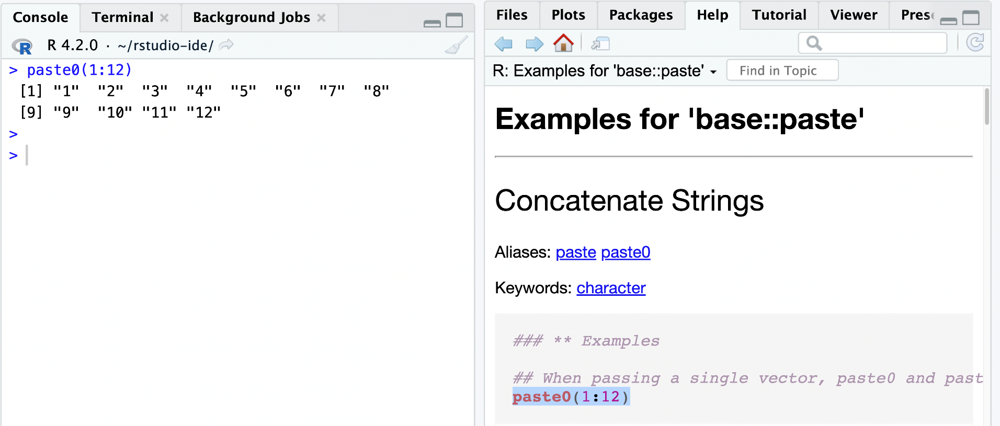 Console Terminal Background Jobs
R 4.2.0 · ~/rstudio-ide/
> paste0(1:12)
[1] "1"  "2"  "3"  "4"  "5"  "6"  "7"  "8"
[9] "9"  "10" "11" "12"
>
>
Files Plots Packages Help Tutorial Viewer Pres
R: Examples for 'base::paste' Find in Topic
Examples for 'base::paste'
Concatenate Strings
Aliases: paste paste0
Keywords: character
### ** Examples
## When passing a single vector, paste0 and past
paste0(1:12)